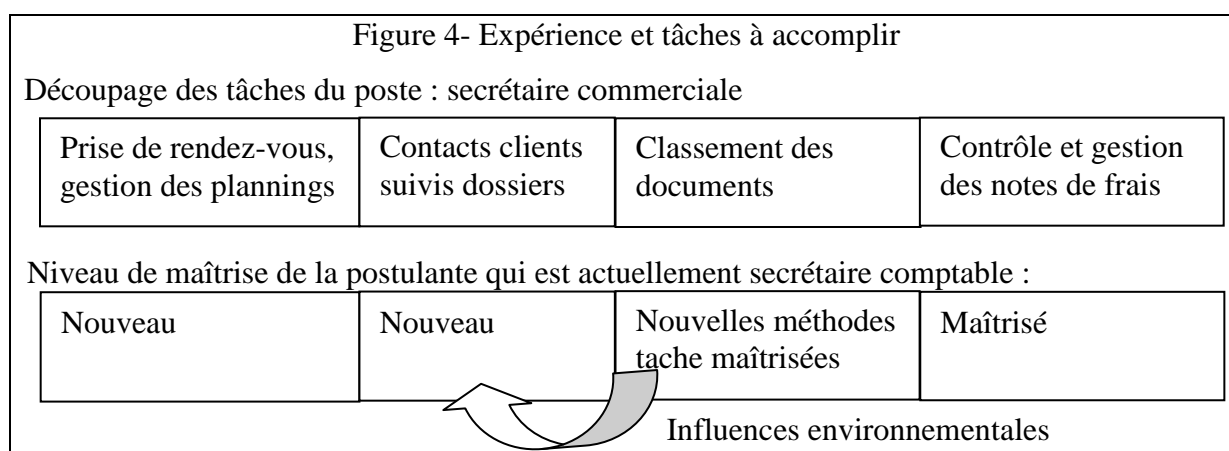 Figure 4- Expérience et tâches à accomplir
Découpage des tâches du poste : secrétaire commerciale
Prise de rendez-vous,
gestion des plannings
Contacts clients
suivis dossiers
Classement des
documents
Contrôle et gestion
des notes de frais
Niveau de maîtrise de la postulante qui est actuellement secrétaire comptable :
Nouveau
Nouveau
Nouvelles méthodes
tache maîtrisées
Maîtrisé
Influences environnementales